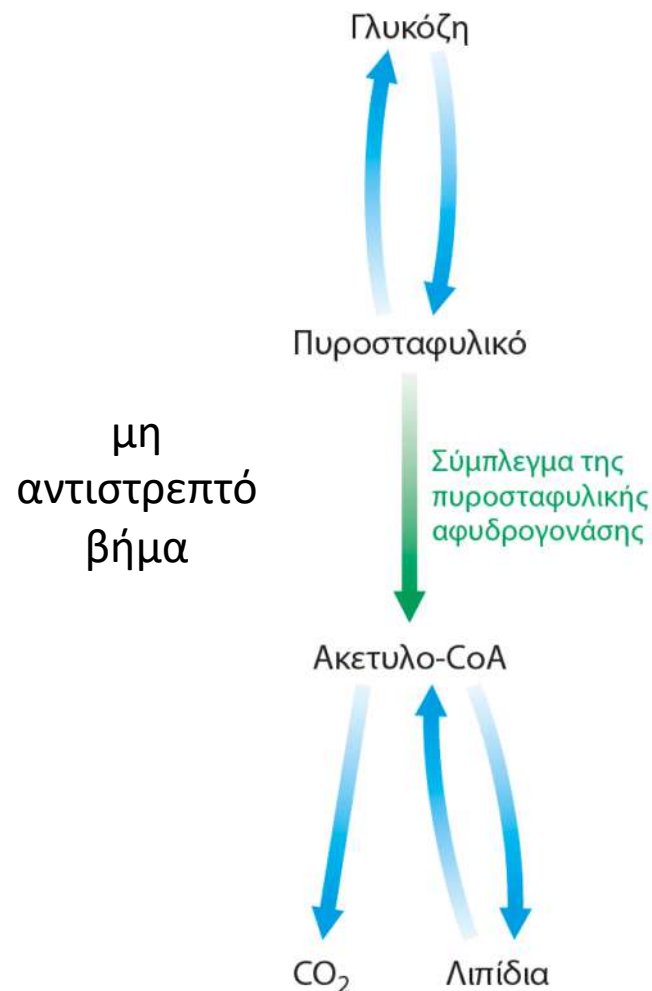 Γλυκόζη
Πυροσταφυλικό
μη
αντιστρεπτό
βήμα
Σύμπλεγμα της
πυροσταφυλικής
αφυδρογονάσης
Ακετυλο-CoA
CO₂
Λιπίδια